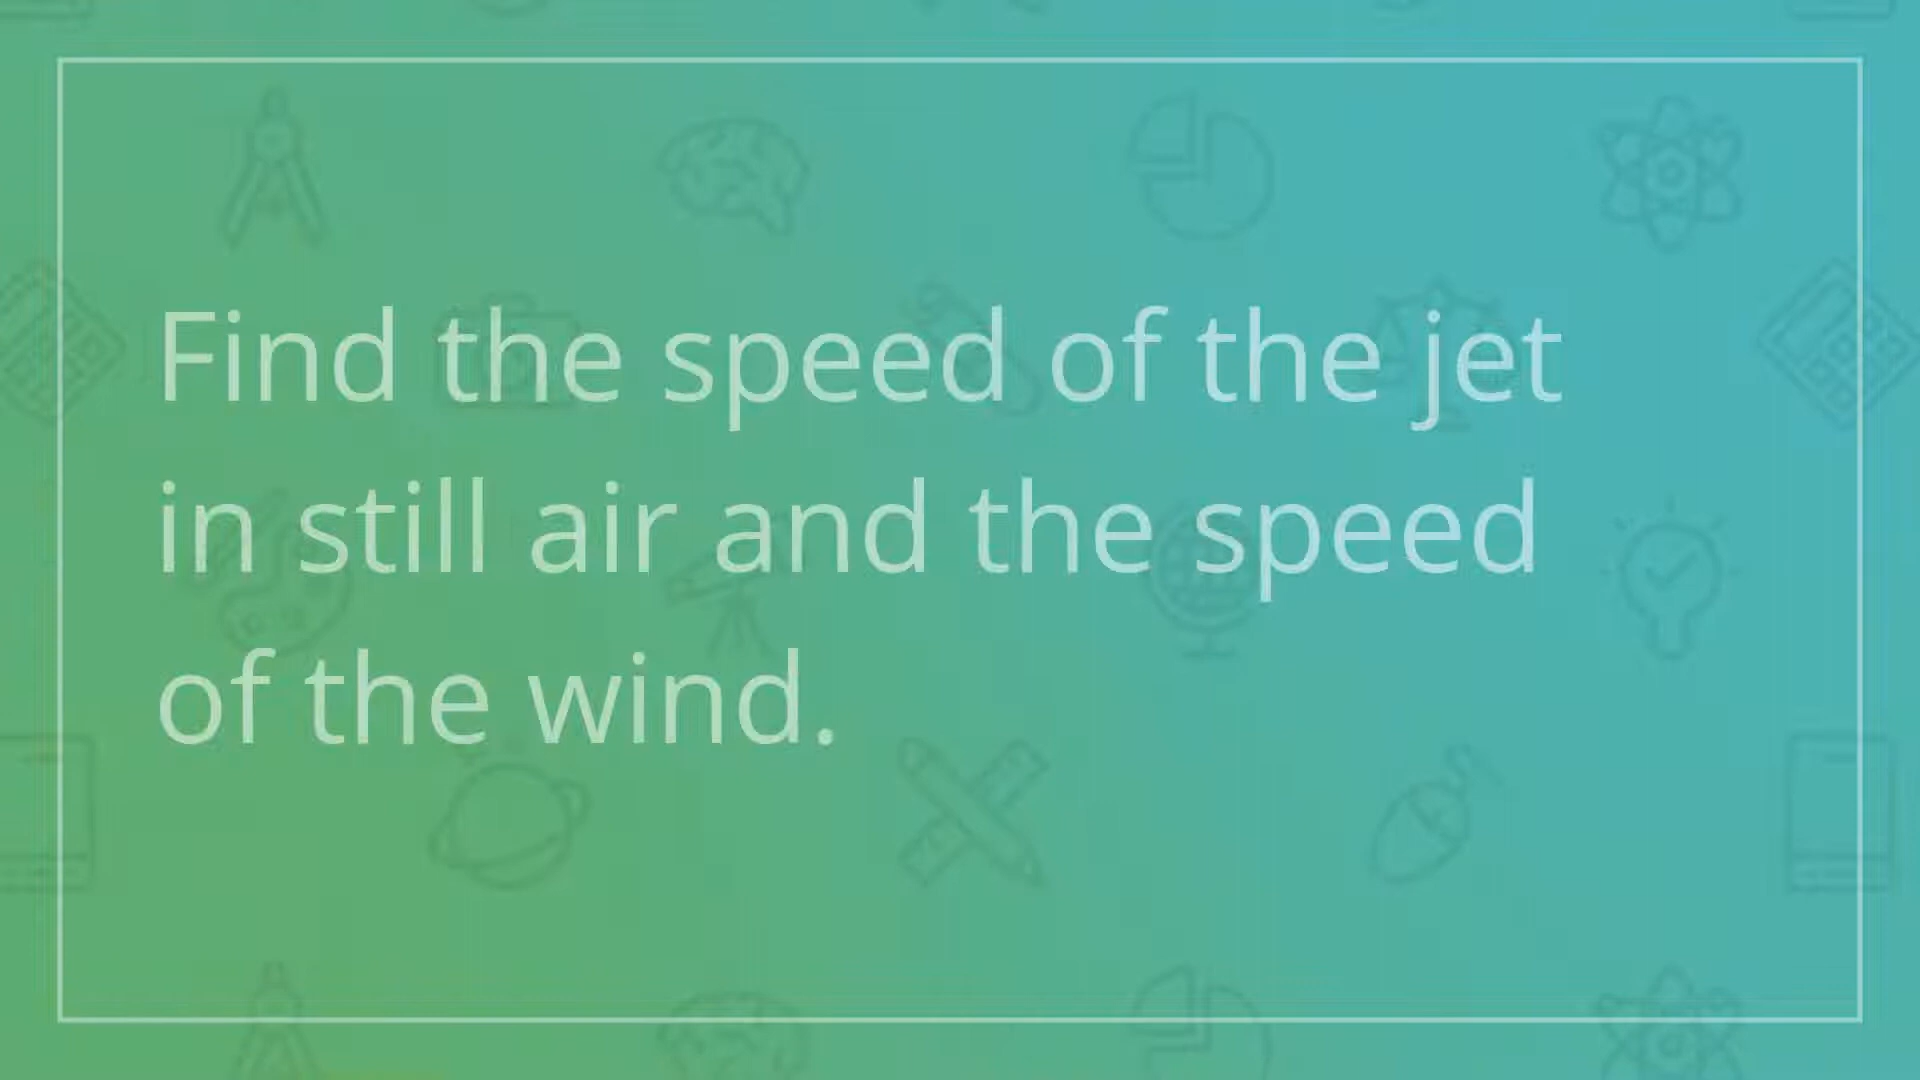 Find the speed of the jet
in still air and the speed
of the wind.